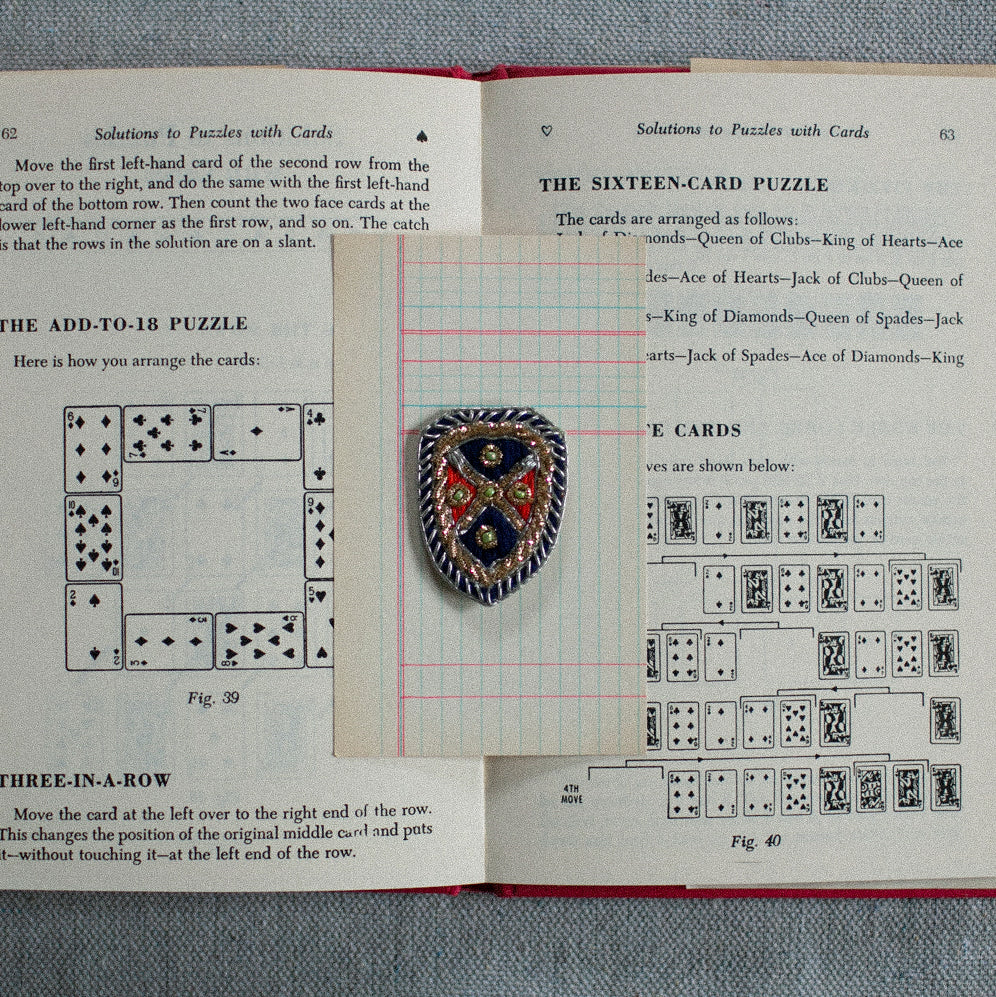 62
Solutions to Puzzles with Cards
Move the first left-hand card of the second row from the
top over to the right, and do the same with the first left-hand
card of the bottom row. Then count the two face cards at the
lower left-hand corner as the first row, and so on. The catch
is that the rows in the solution are on a slant.
THE ADD-TO-18 PUZZLE
Here is how you arrange the cards:
Fig. 39
THREE-IN-A-ROW
Move the card at the left over to the right end of the row.
This changes the position of the original middle card and puts
it—without touching it—at the left end of the row.
Solutions to Puzzles with Cards
63
THE SIXTEEN-CARD PUZZLE
The cards are arranged as follows:
of Diamonds—Queen of Clubs—King of Hearts—Ace
des—Ace of Hearts—Jack of Clubs—Queen of
s—King of Diamonds—Queen of Spades—Jack
earts—Jack of Spades—Ace of Diamonds—King
E CARDS
ves are shown below:
4TH
MOVE
Fig. 40